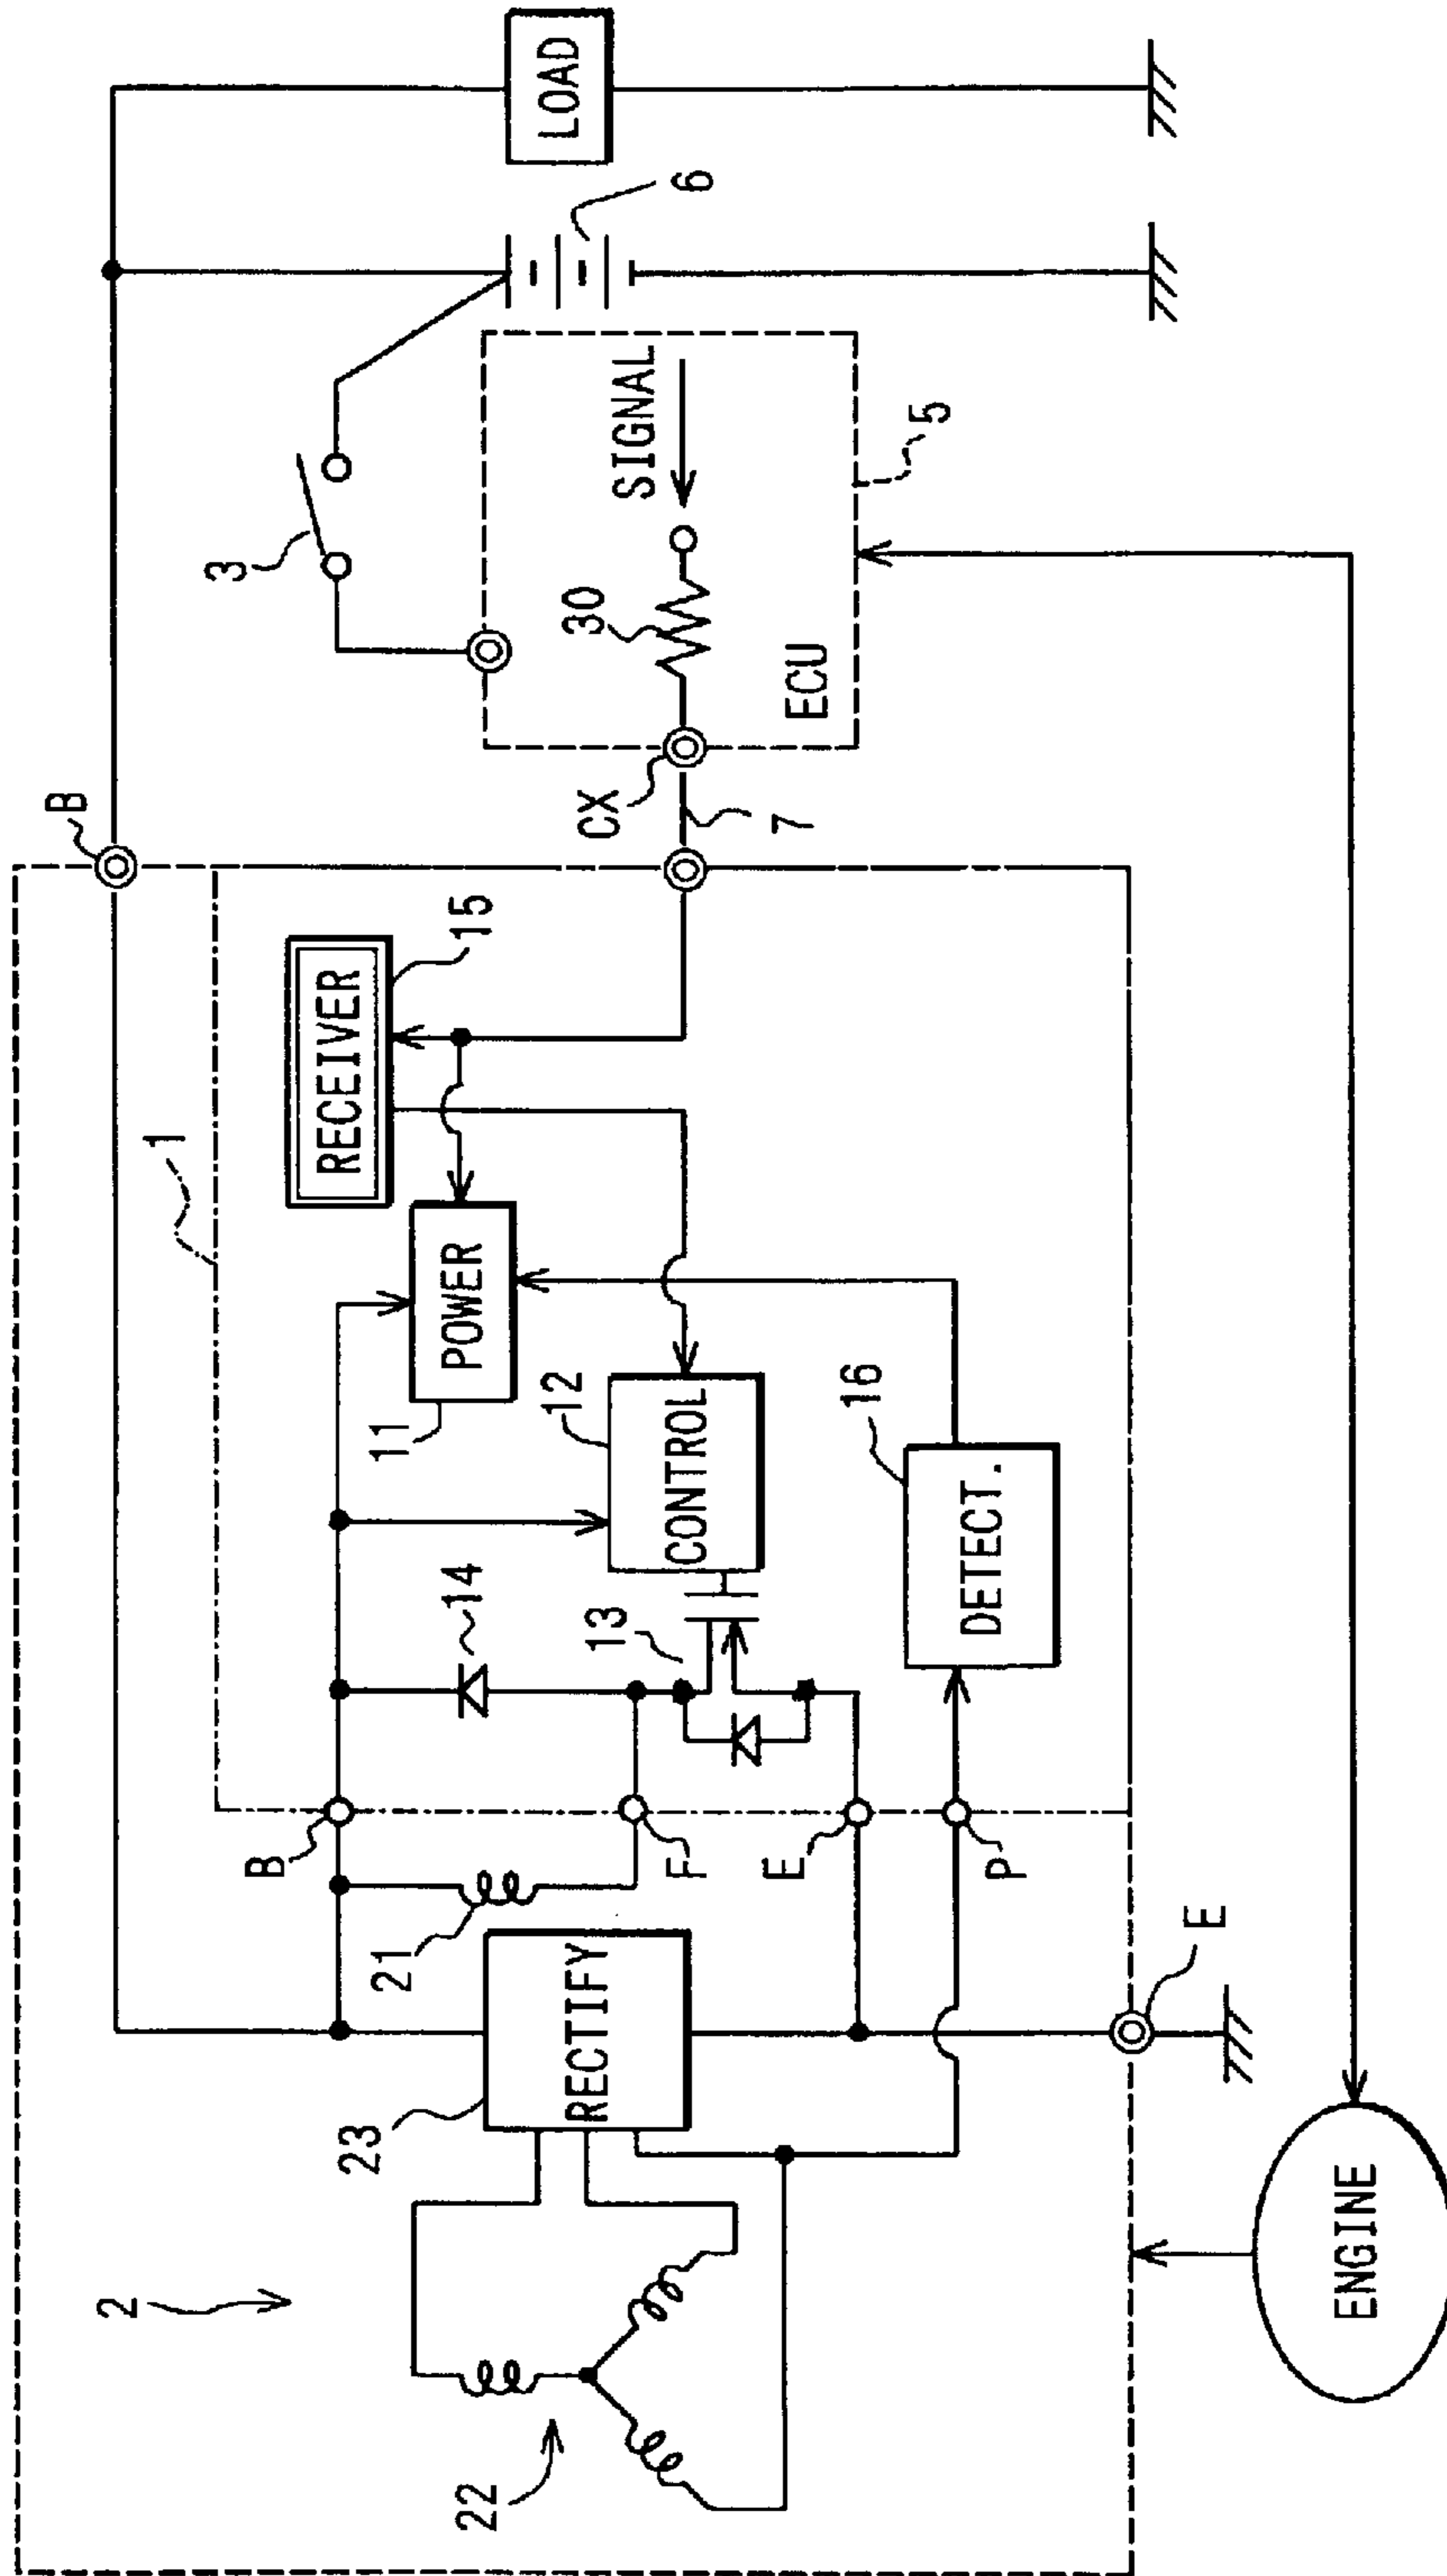 2
22
23
RECTIFY
21
B
F
E
P
E
ENGINE
1
14
13
12
CONTROL
11
POWER
RECEIVER
15
16
DETECT.
B
CX
7
3
30
ECU
SIGNAL
5
6
LOAD